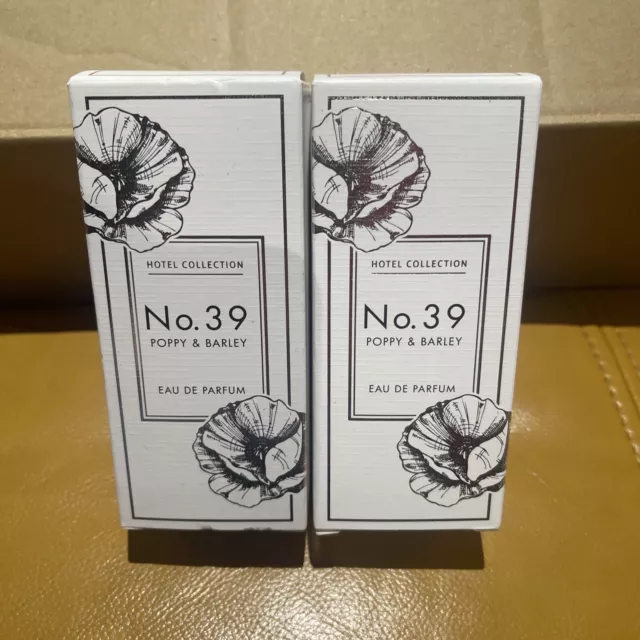 HOTEL COLLECTION
No. 39
POPPY & BARLEY
EAU DE PARFUM
HOTEL COLLECTION
No. 39
POPPY & BARLEY
EAU DE PARFUM